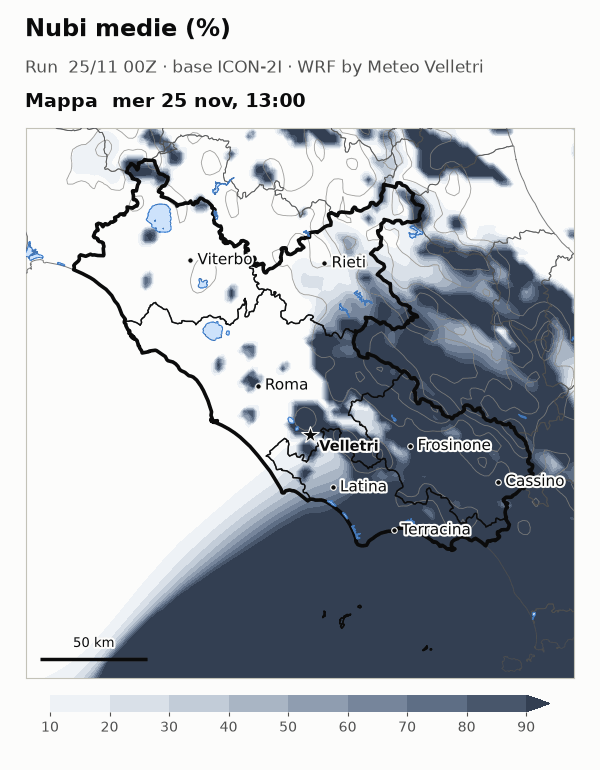 Nubi medie (%)
Run  25/11 00Z · base ICON-2I · WRF by Meteo Velletri
Mappa  mer 25 nov, 13:00
Viterbo
Rieti
Roma
Velletri
Frosinone
Latina
Cassino
Terracina
50 km
10 20 30 40 50 60 70 80 90